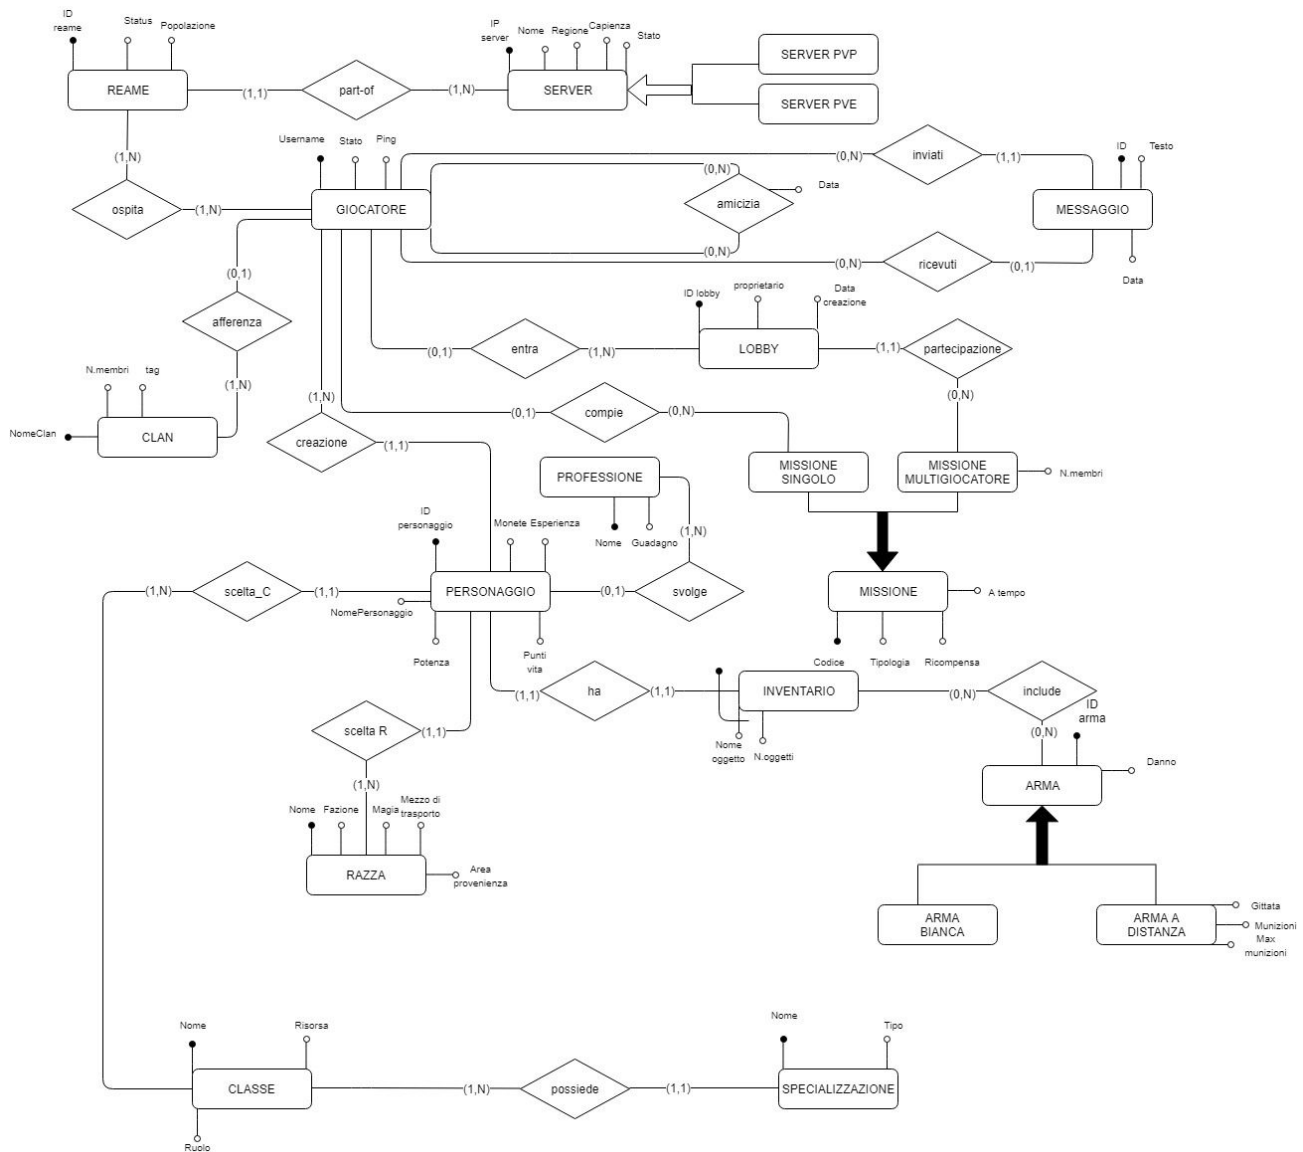 ID
reame
Status
Popolazione
IP
server
Nome
Regione
Capienza
Stato
SERVER PVP
REAME
(1,1)
part-of
(1,N)
SERVER
SERVER PVE
Username
Stato
Ping
(1,N)
(0,N)
inviati
(1,1)
ID
Testo
(0,N)
Data
ospita
(1,N)
GIOCATORE
amicizia
MESSAGGIO
(0,N)
(0,N)
ricevuti
(0,1)
Data
(0,1)
ID lobby
proprietario
Data
creazione
afferenza
(0,1)
entra
(1,N)
LOBBY
(1,1)
partecipazione
N.membri
tag
(1,N)
(1,N)
(0,N)
NomeClan
CLAN
creazione
(1,1)
(0,1)
compie
(0,N)
PROFESSIONE
MISSIONE
SINGOLO
MISSIONE
MULTIGIOCATORE
N.membri
ID
personaggio
Monete
Esperienza
Nome
Guadagno
(1,N)
(1,N)
scelta_C
(1,1)
PERSONAGGIO
(0,1)
svolge
MISSIONE
A tempo
NomePersonaggio
Potenza
Punti
vita
Codice
Tipologia
Ricompensa
(1,1)
ha
(1,1)
INVENTARIO
(0,N)
include
ID
arma
scelta R
(1,1)
Nome
oggetto
N.oggetti
(0,N)
Danno
(1,N)
ARMA
Nome
Fazione
Magia
Mezzo di
trasporto
RAZZA
Area
provenienza
ARMA
BIANCA
ARMA A
DISTANZA
Gittata
Munizioni
Max
munizioni
Nome
Risorsa
Nome
Tipo
CLASSE
(1,N)
possiede
(1,1)
SPECIALIZZAZIONE
Ruolo